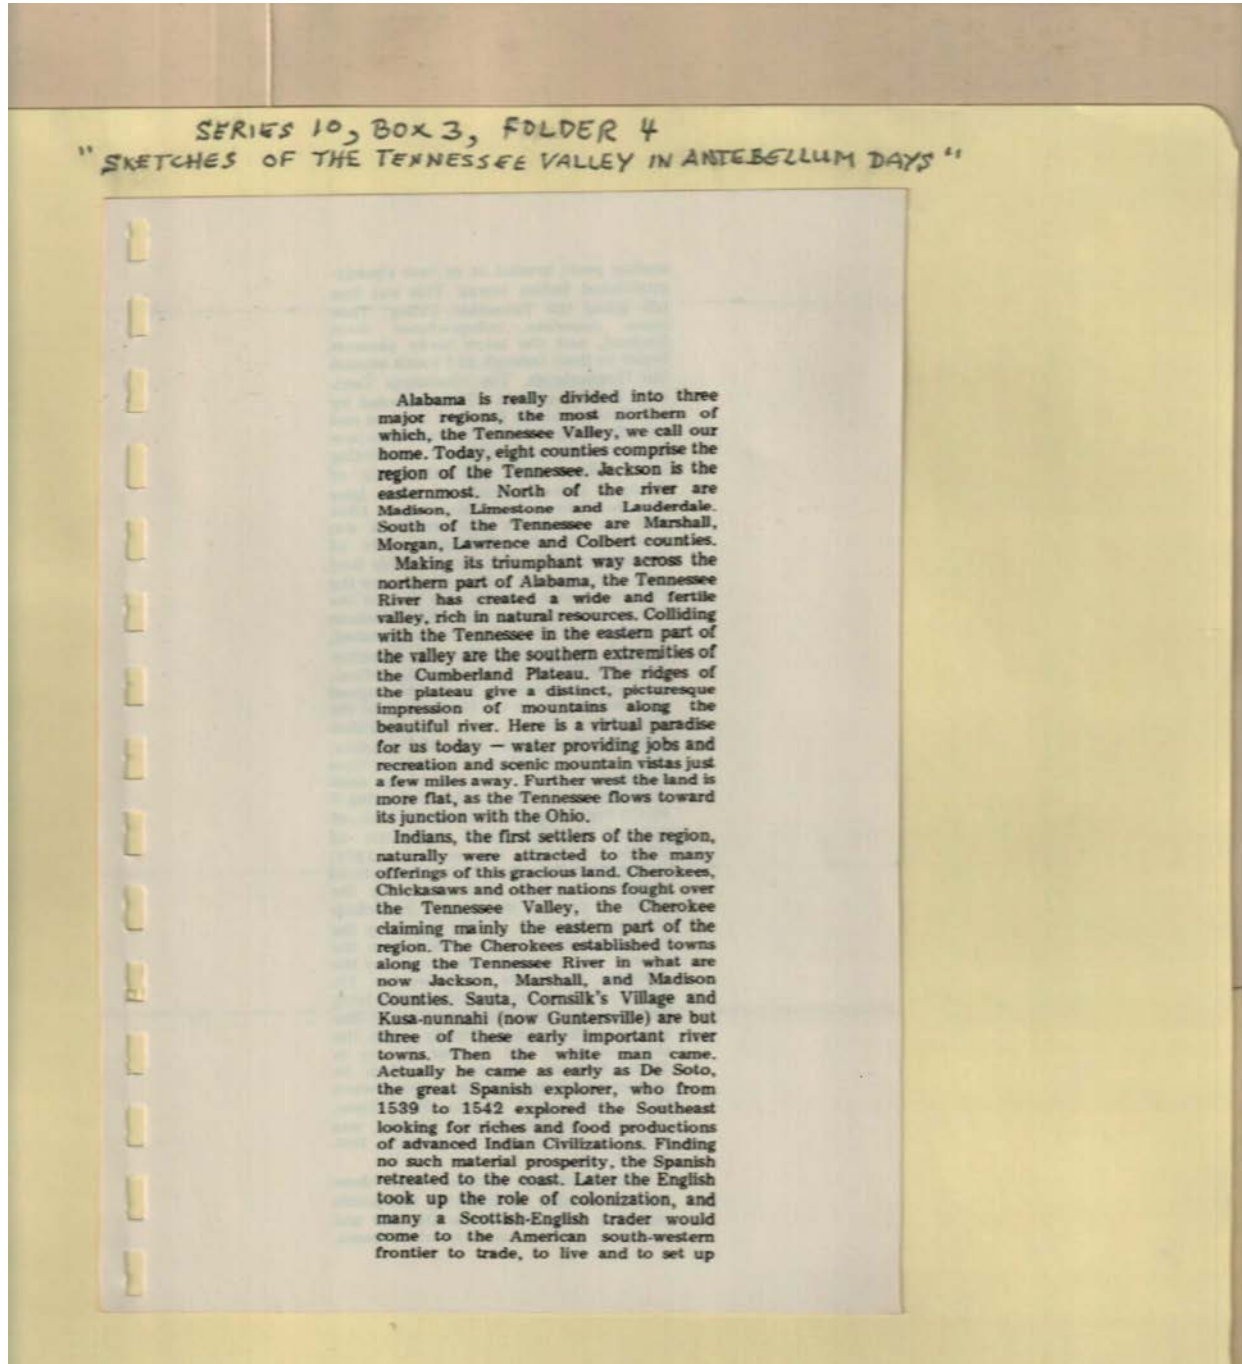 SERIES 10, BOX 3, FOLDER 4
"SKETCHES OF THE TENNESSEE VALLEY IN ANTEBELLUM DAYS"
Alabama is really divided into three
major regions, the most northern of
which, the Tennessee Valley, we call our
home. Today, eight counties comprise the
region of the Tennessee. Jackson is the
easternmost. North of the river are
Madison, Limestone and Lauderdale.
South of the Tennessee are Marshall,
Morgan, Lawrence and Colbert counties.
Making its triumphant way across the
northern part of Alabama, the Tennessee
River has created a wide and fertile
valley, rich in natural resources. Colliding
with the Tennessee in the eastern part of
the valley are the southern extremities of
the Cumberland Plateau. The ridges of
the plateau give a distinct, picturesque
impression of mountains along the
beautiful river. Here is a virtual paradise
for us today — water providing jobs and
recreation and scenic mountain vistas just
a few miles away. Further west the land is
more flat, as the Tennessee flows toward
its junction with the Ohio.
Indians, the first settlers of the region,
naturally were attracted to the many
offerings of this gracious land. Cherokees,
Chickasaws and other nations fought over
the Tennessee Valley, the Cherokee
claiming mainly the eastern part of the
region. The Cherokees established towns
along the Tennessee River in what are
now Jackson, Marshall, and Madison
Counties. Sauta, Cornsilk's Village and
Kusa-nunnahi (now Guntersville) are but
three of these early important river
towns. Then the white man came.
Actually he came as early as De Soto,
the great Spanish explorer, who from
1539 to 1542 explored the Southeast
looking for riches and food productions
of advanced Indian Civilizations. Finding
no such material prosperity, the Spanish
retreated to the coast. Later the English
took up the role of colonization, and
many a Scottish-English trader would
come to the American south-western
frontier to trade, to live and to set up